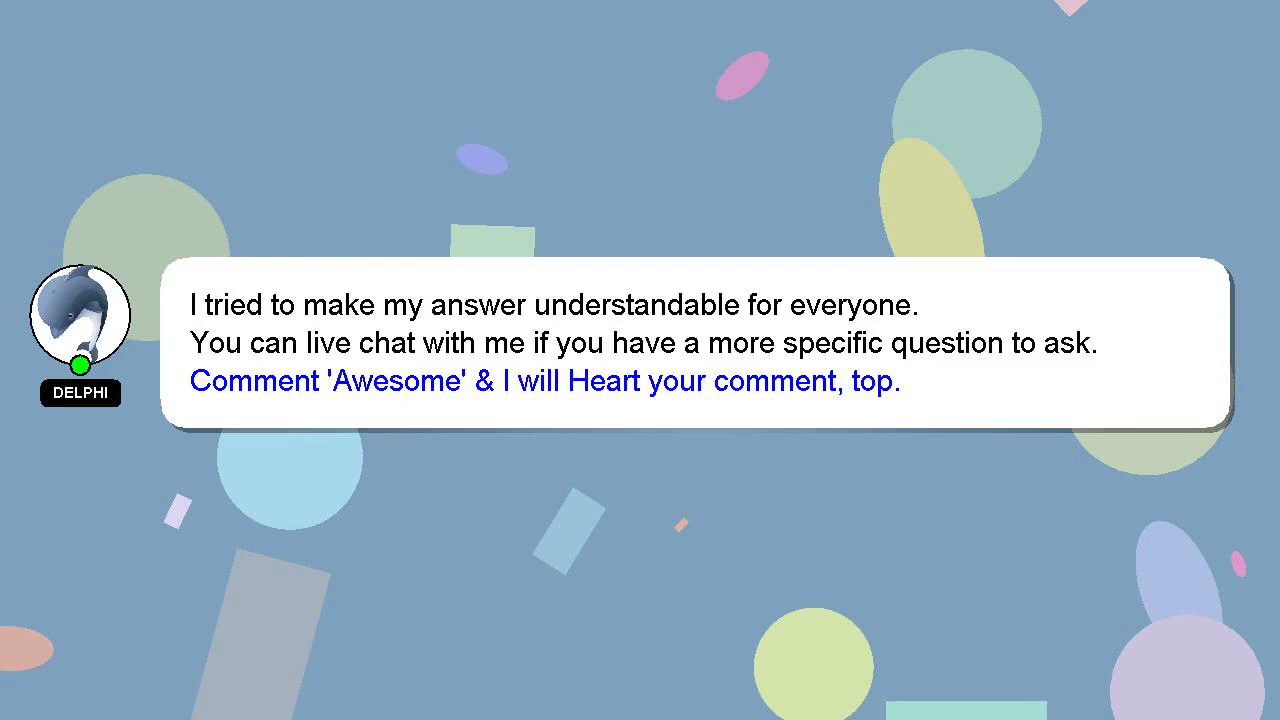 I tried to make my answer understandable for everyone.
You can live chat with me if you have a more specific question to ask.
Comment 'Awesome' & I will Heart your comment, top.
DELPHI